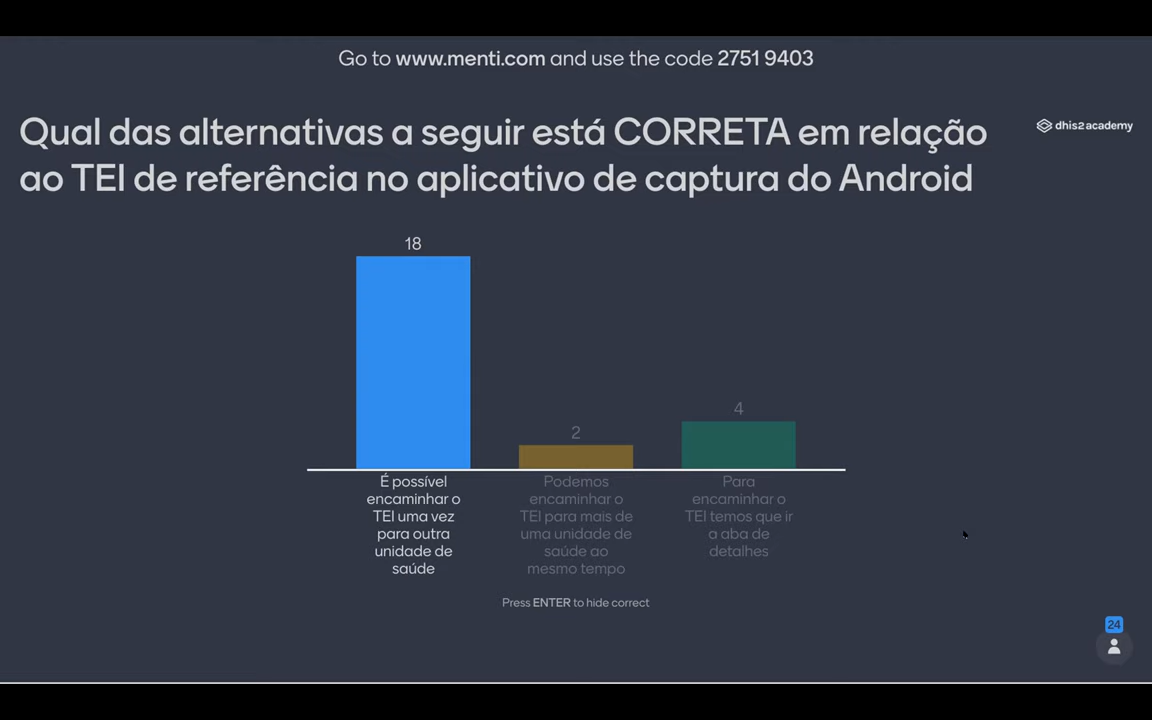 Go to www.menti.com and use the code 2751 9403
Qual das alternativas a seguir está CORRETA em relação
ao TEI de referência no aplicativo de captura do Android
dhis2 academy
18
2
4
É possível
encaminhar o
TEI uma vez
para outra
unidade de
saúde
Podemos
encaminhar o
TEI para mais de
uma unidade de
saúde ao
mesmo tempo
Para
encaminhar o
TEI temos que ir
a aba de
detalhes
Press ENTER to hide correct
24